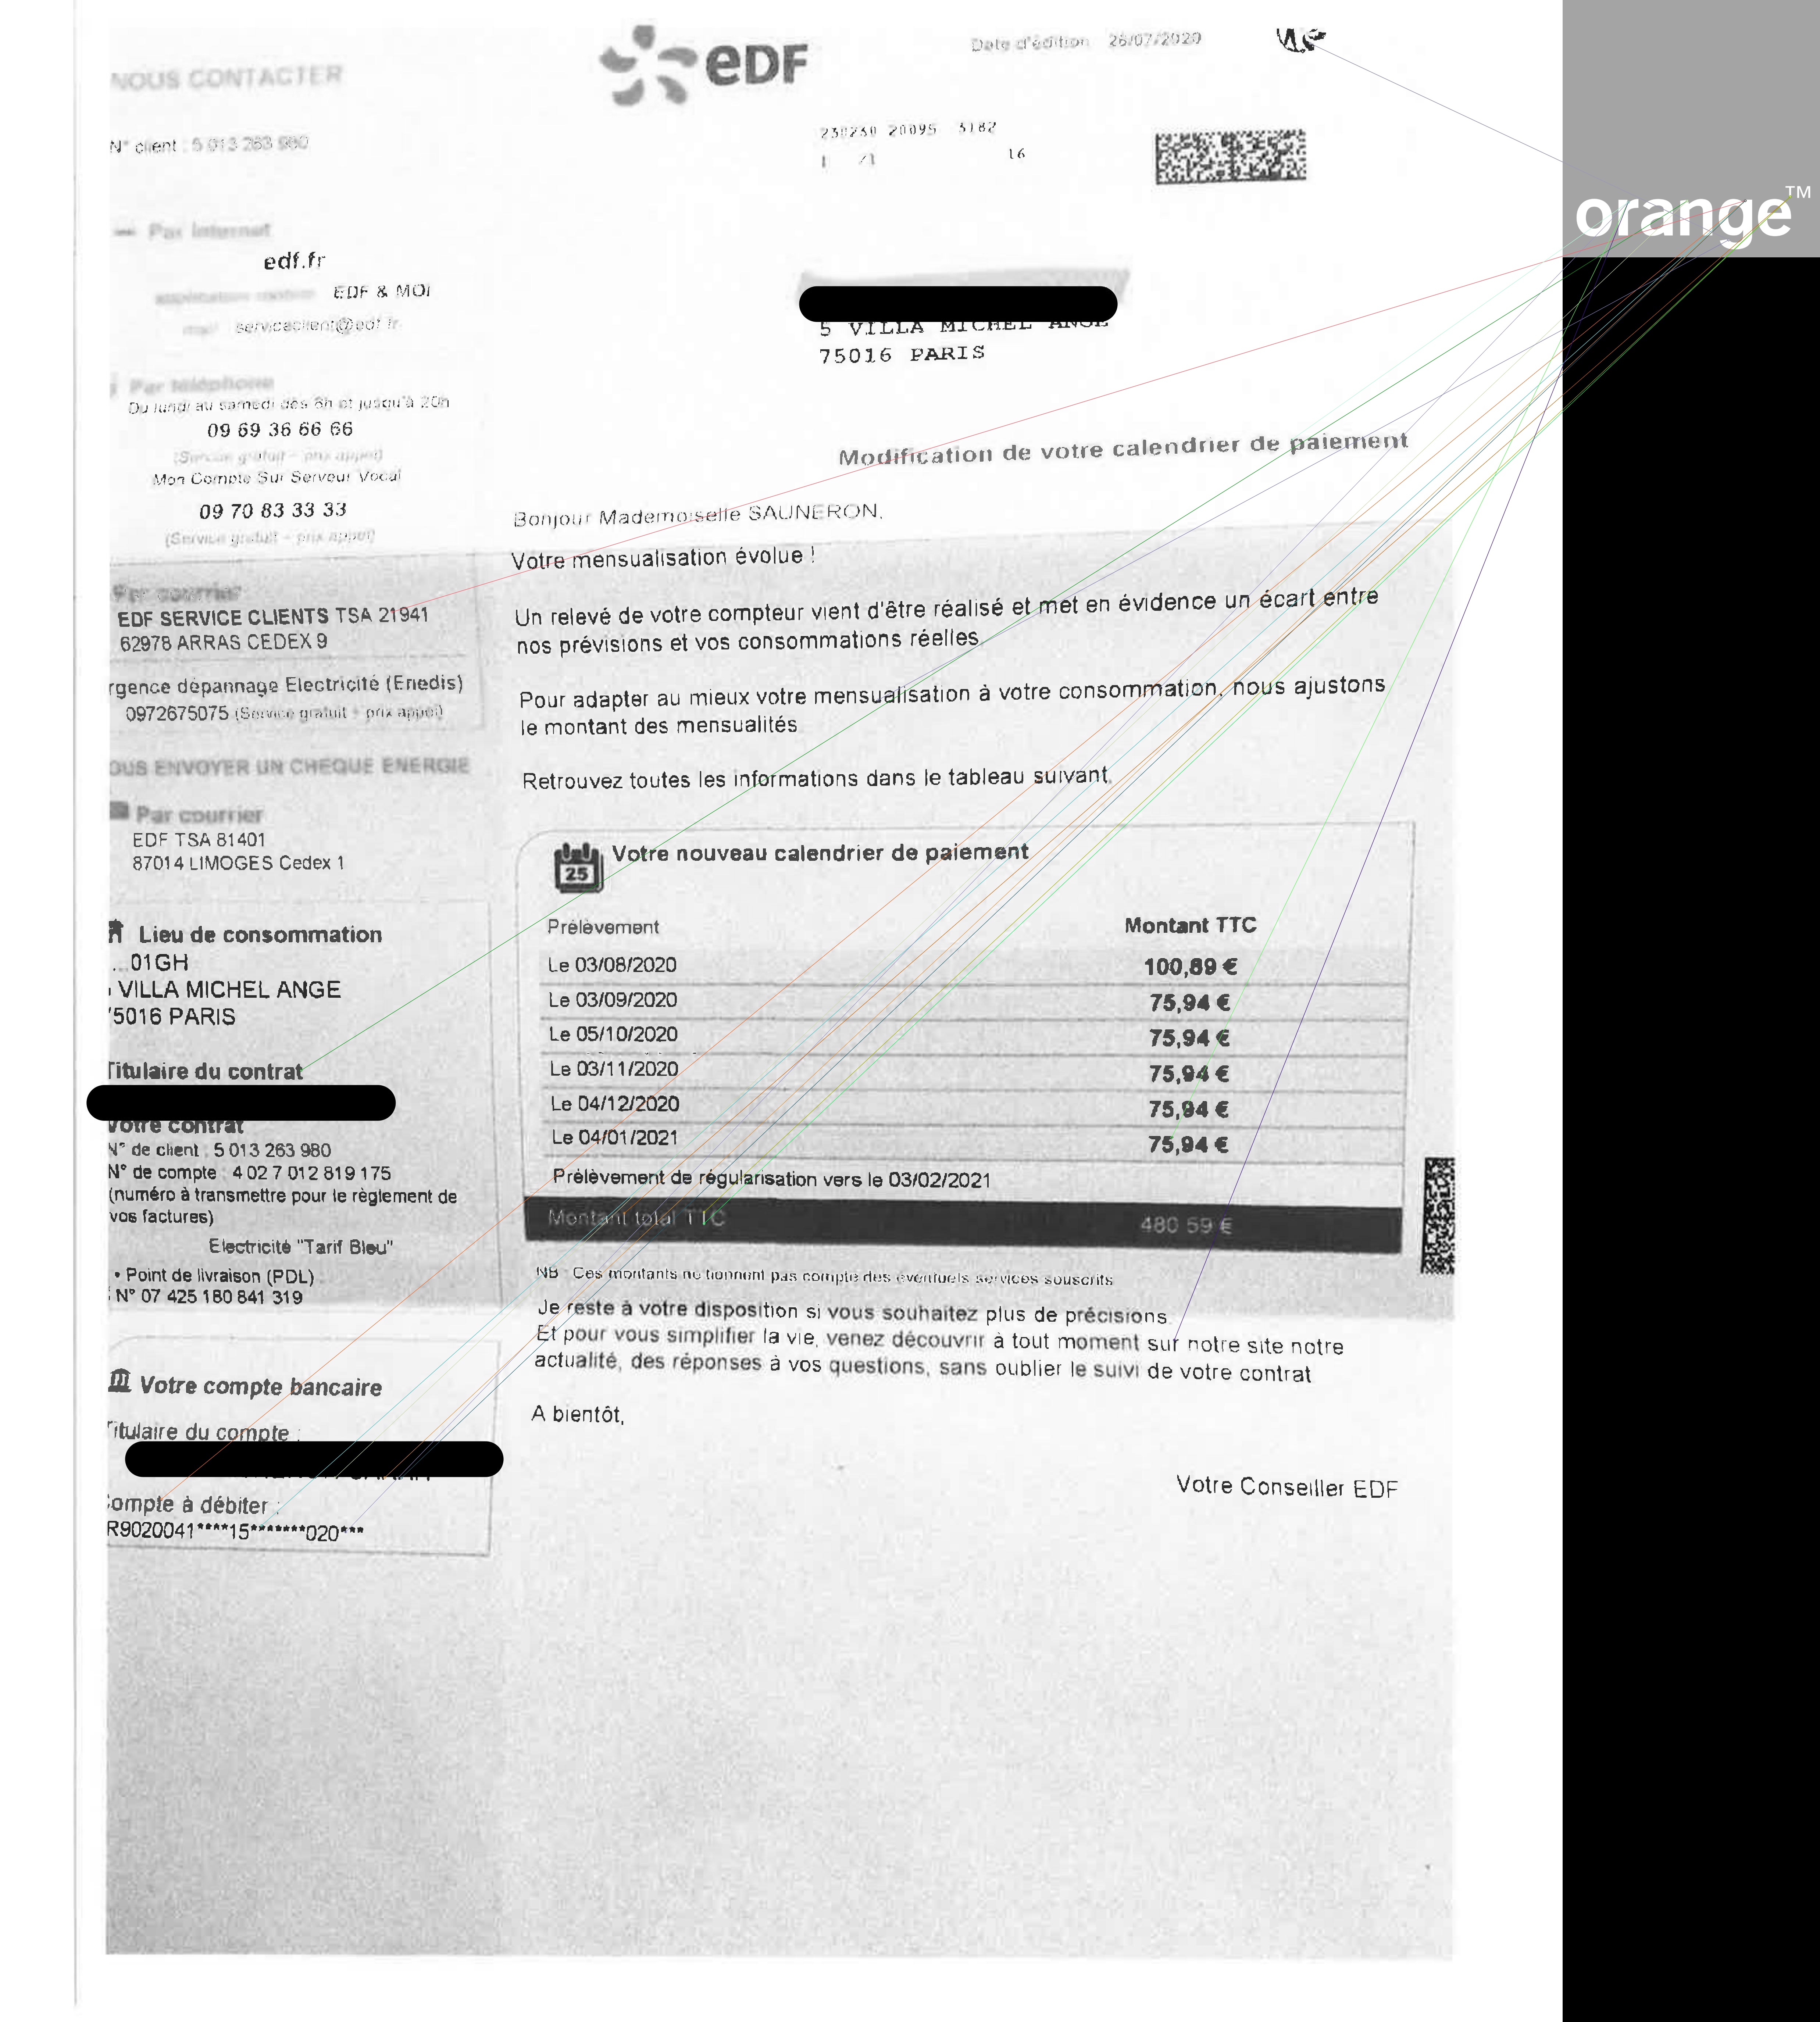 NOUS CONTACTER
N° client : 5 013 263 980
Par Internet
edf.fr
application mobile EDF & MOI
mail serviceclient@edf.fr
Par téléphone
Du lundi au samedi dès 8h et jusqu'à 20h
09 69 36 66 66
(Service gratuit + prix appel)
Mon Compte Sur Serveur Vocal
09 70 83 33 33
(Service gratuit + prix appel)
Par courrier
EDF SERVICE CLIENTS TSA 21941
62978 ARRAS CEDEX 9
rgence dépannage Electricité (Enedis)
0972675075 (Service gratuit + prix appel)
OUS ENVOYER UN CHEQUE ENERGIE
Par courrier
EDF TSA 81401
87014 LIMOGES Cedex 1
Lieu de consommation
...01GH
VILLA MICHEL ANGE
75016 PARIS
Titulaire du contrat
Votre contrat
N° de client : 5 013 263 980
N° de compte : 4 02 7 012 819 175
(numéro à transmettre pour le règlement de
vos factures)
Electricité "Tarif Bleu"
• Point de livraison (PDL)
N° 07 425 180 841 319
Votre compte bancaire
Titulaire du compte :
ompte à débiter :
R9020041****15*******020***
edF
Date d'édition 26/07/2020
230230 20095 3182
1 /1 16
5 VILLA MICHEL ANGE
75016 PARIS
Modification de votre calendrier de paiement
Bonjour Mademoiselle SAUNERON,
Votre mensualisation évolue !
Un relevé de votre compteur vient d'être réalisé et met en évidence un écart entre
nos prévisions et vos consommations réelles.
Pour adapter au mieux votre mensualisation à votre consommation, nous ajustons
le montant des mensualités
Retrouvez toutes les informations dans le tableau suivant.
25
Votre nouveau calendrier de paiement
Prélèvement Montant TTC
Le 03/08/2020 100,89 €
Le 03/09/2020 75,94 €
Le 05/10/2020 75,94 €
Le 03/11/2020 75,94 €
Le 04/12/2020 75,94 €
Le 04/01/2021 75,94 €
Prélèvement de régularisation vers le 03/02/2021
Montant total TTC 480 59 €
NB : Ces montants ne tiennent pas compte des éventuels services souscrits
Je reste à votre disposition si vous souhaitez plus de précisions.
Et pour vous simplifier la vie, venez découvrir à tout moment sur notre site notre
actualité, des réponses à vos questions, sans oublier le suivi de votre contrat
A bientôt,
Votre Conseiller EDF
orange™